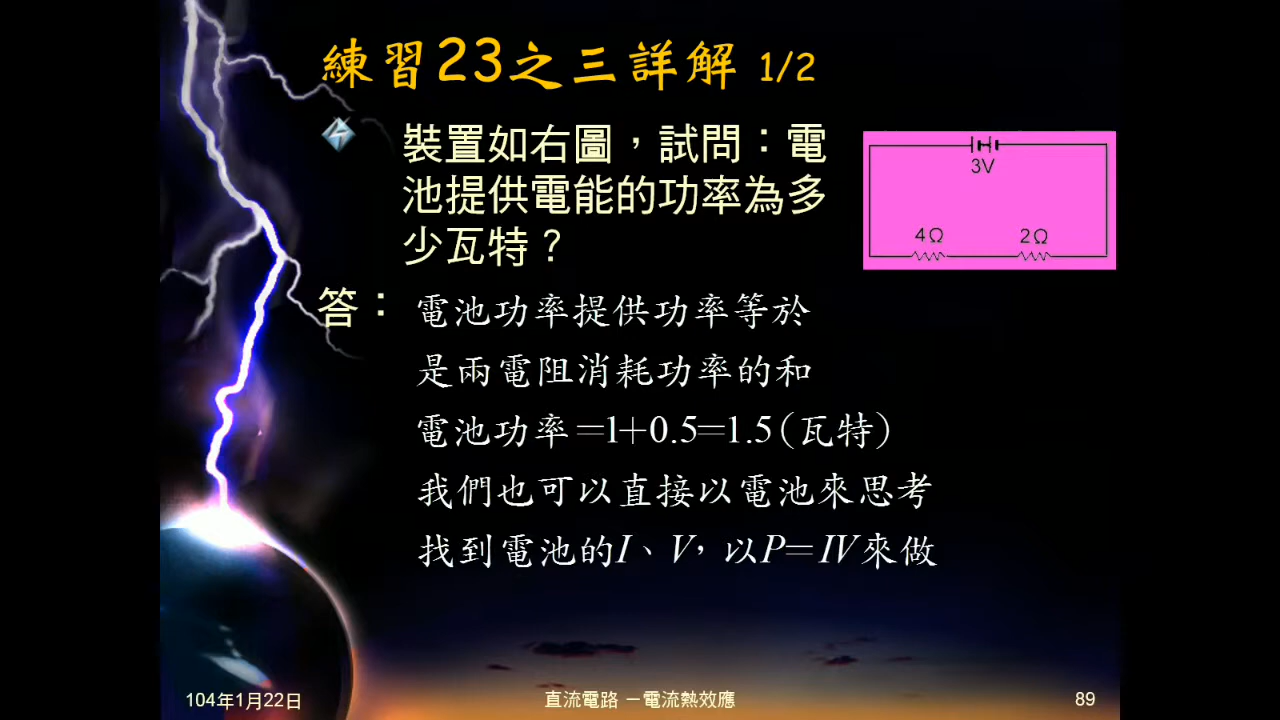 練習23之三詳解 1/2
裝置如右圖，試問：電
池提供電能的功率為多
少瓦特？
3V
4Ω 2Ω
答： 電池功率提供功率等於
是兩電阻消耗功率的和
電池功率=1+0.5=1.5(瓦特)
我們也可以直接以電池來思考
找到電池的I、V，以P=IV來做
104年1月22日 直流電路 －電流熱效應 89